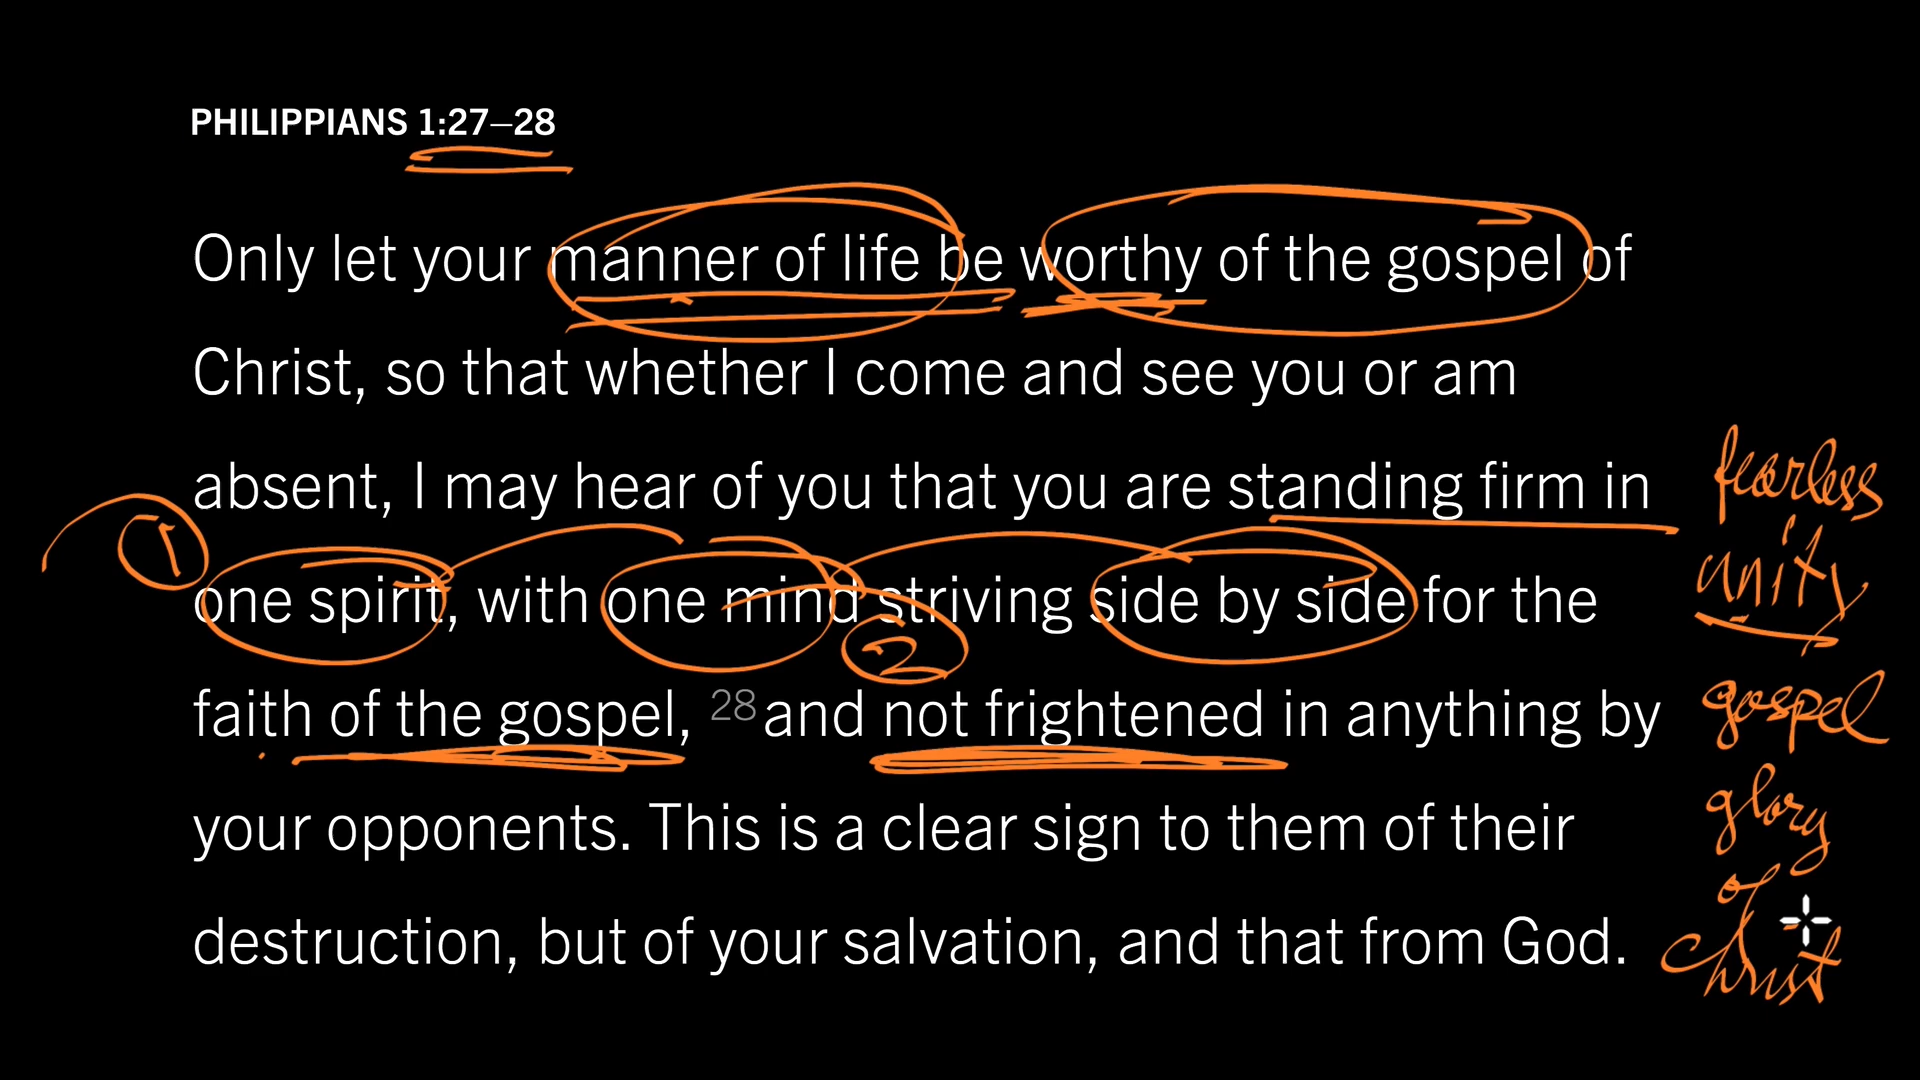 PHILIPPIANS 1:27–28
Only let your manner of life be worthy of the gospel of
Christ, so that whether I come and see you or am
absent, I may hear of you that you are standing firm in
1
one spirit, with one mind striving side by side for the
2
faith of the gospel, 28 and not frightened in anything by
your opponents. This is a clear sign to them of their
destruction, but of your salvation, and that from God.
fearless
unity
gospel
glory
of
Christ